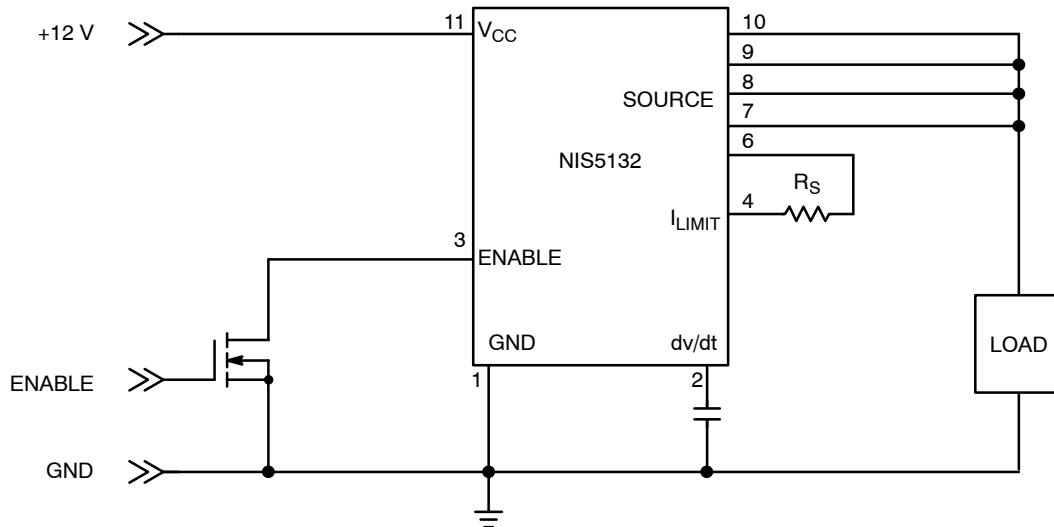 +12 V
11
VCC
10
9
8
SOURCE
7
6
NIS5132
RS
4
ILIMIT
3
ENABLE
GND
dv/dt
LOAD
1
2
ENABLE
GND